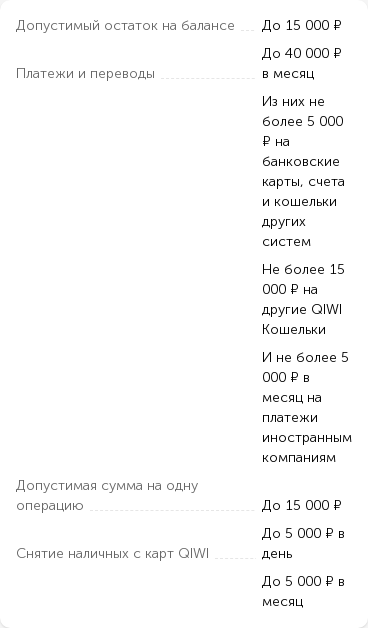 Допустимый остаток на балансе До 15 000 ₽
До 40 000 ₽
Платежи и переводы в месяц
Из них не
более 5 000
₽ на
банковские
карты, счета
и кошельки
других
систем
Не более 15
000 ₽ на
другие QIWI
Кошельки
И не более 5
000 ₽ в
месяц на
платежи
иностранным
компаниям
Допустимая сумма на одну
операцию До 15 000 ₽
До 5 000 ₽ в
Снятие наличных с карт QIWI день
До 5 000 ₽ в
месяц